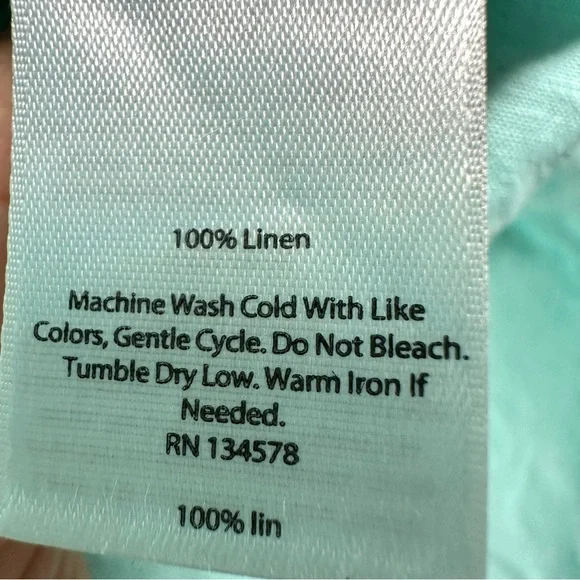 100% Linen
Machine Wash Cold With Like
Colors, Gentle Cycle. Do Not Bleach.
Tumble Dry Low. Warm Iron If
Needed.
RN 134578
100% lin